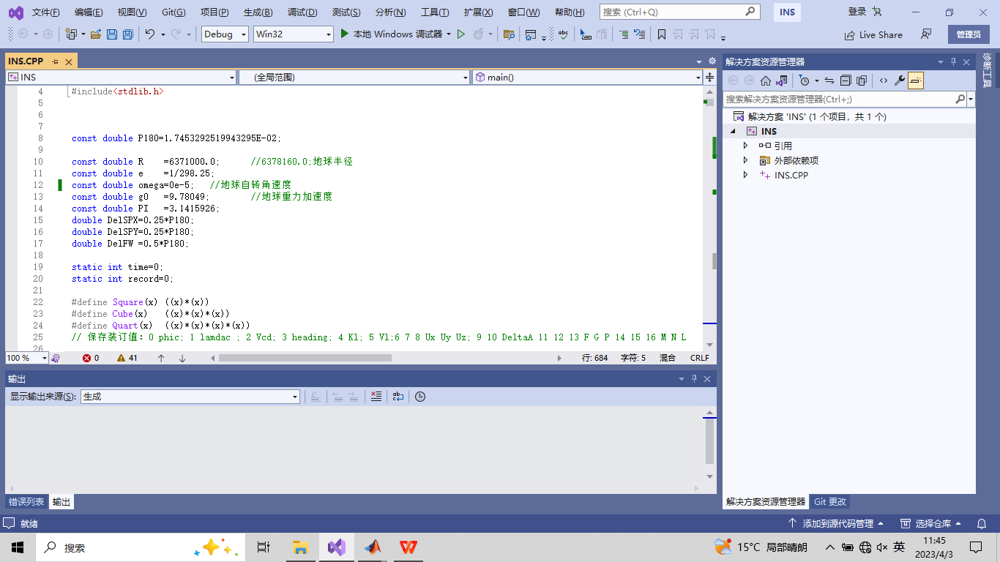 文件(F) 编辑(E) 视图(V) Git(G) 项目(P) 生成(B) 调试(D) 测试(S) 分析(N) 工具(T) 扩展(X) 窗口(W) 帮助(H) 搜索 (Ctrl+Q) INS 登录
Debug Win32 本地 Windows 调试器 Live Share 管理员
INS.CPP
INS (全局范围) main()
4 #include<stdlib.h>
5
6
7
8 const double P180=1.7453292519943295E-02;
9
10 const double R =6371000.0; //6378160.0;地球半径
11 const double e =1/298.25;
12 const double omega=0e-5; //地球自转角速度
13 const double g0 =9.78049; //地球重力加速度
14 const double PI =3.1415926;
15 double DelSPX=0.25*P180;
16 double DelSPY=0.25*P180;
17 double DelFW =0.5*P180;
18
19 static int time=0;
20 static int record=0;
21
22 #define Square(x) ((x)*(x))
23 #define Cube(x) ((x)*(x)*(x))
24 #define Quart(x) ((x)*(x)*(x)*(x))
25 // 保存装订值: 0 phic; 1 lamdac ; 2 Vcd; 3 heading; 4 Kl; 5 Vl;6 7 8 Ux Uy Uz; 9 10 DeltaA 11 12 13 F G P 14 15 16 M N L
26
100 % 0 41 行: 684 字符: 5 混合 CRLF
输出
显示输出来源(S): 生成
错误列表 输出
解决方案资源管理器
搜索解决方案资源管理器(Ctrl+;)
解决方案 'INS' (1 个项目，共 1 个)
INS
引用
外部依赖项
INS.CPP
解决方案资源管理器 Git 更改
诊断工具
就绪 添加到源代码管理 选择仓库
搜索 15°C 局部晴朗 英 11:45
2023/4/3